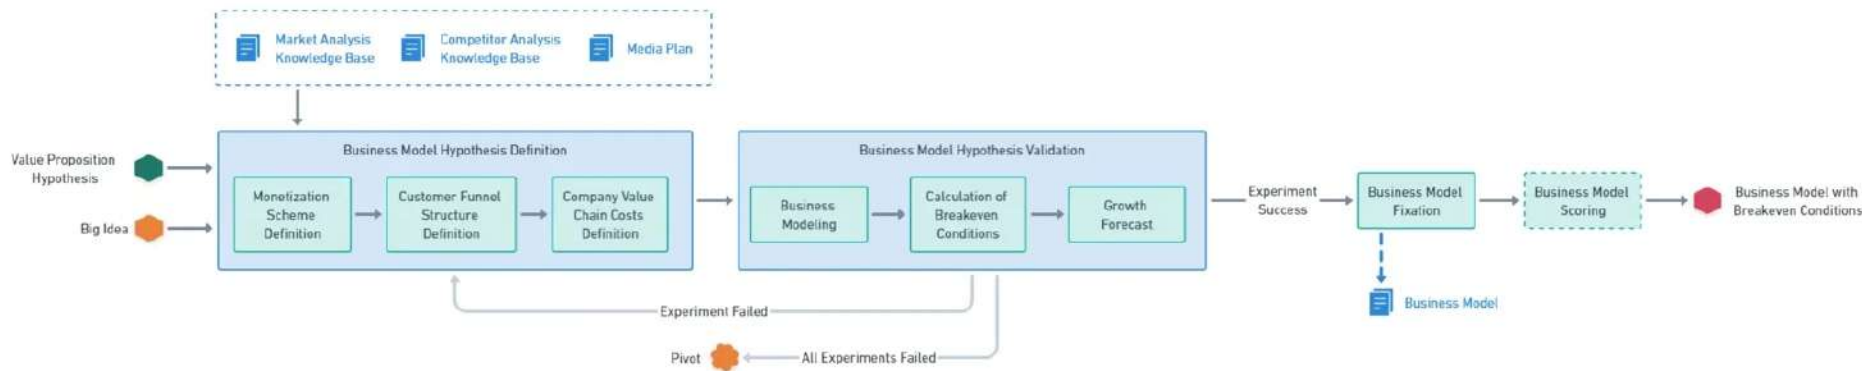 Market Analysis
Knowledge Base
Competitor Analysis
Knowledge Base
Media Plan
Value Proposition
Hypothesis
Big Idea
Business Model Hypothesis Definition
Monetization
Scheme
Definition
Customer Funnel
Structure
Definition
Company Value
Chain Costs
Definition
Business Model Hypothesis Validation
Business
Modeling
Calculation of
Breakeven
Conditions
Growth
Forecast
Experiment
Success
Business Model
Fixation
Business Model
Scoring
Business Model with
Breakeven Conditions
Business Model
Experiment Failed
Pivot
All Experiments Failed